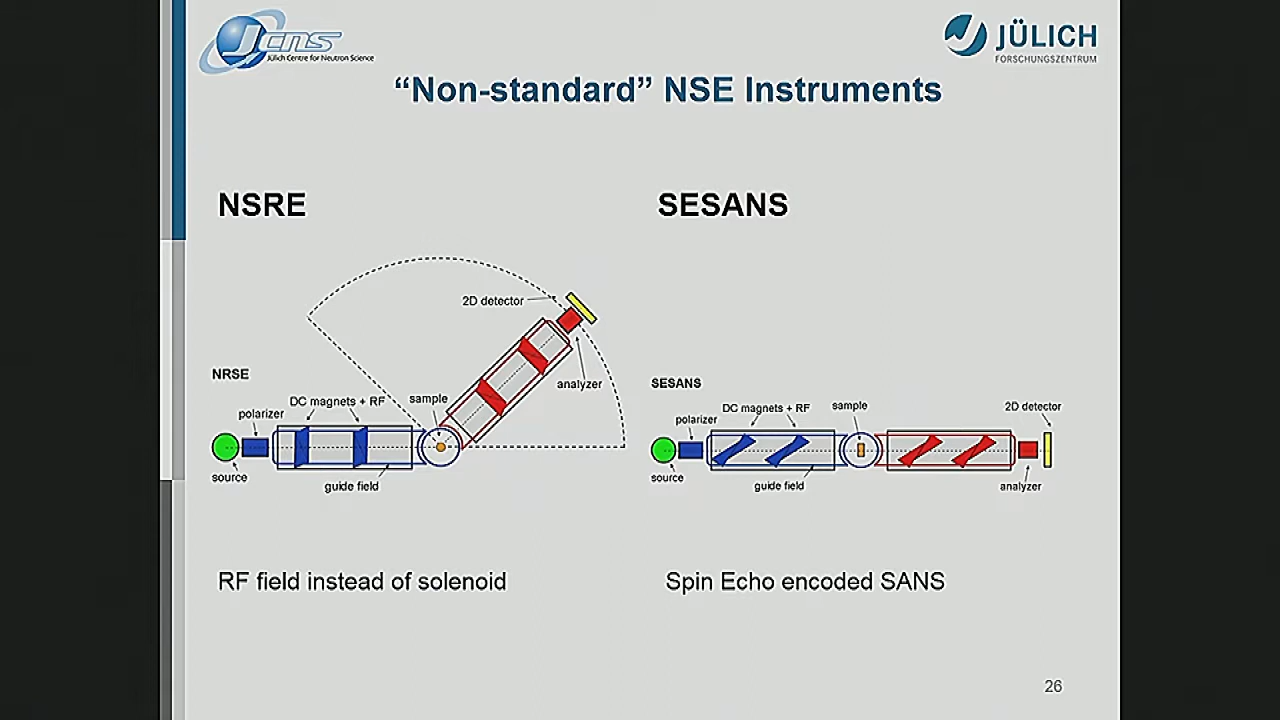 Jcns
Jülich Centre for Neutron Science
JÜLICH
FORSCHUNGSZENTRUM
“Non-standard” NSE Instruments
NSRE
SESANS
2D detector
analyzer
NRSE
DC magnets + RF
sample
polarizer
source
guide field
SESANS
DC magnets + RF
sample
2D detector
polarizer
source
guide field
analyzer
RF field instead of solenoid
Spin Echo encoded SANS
26